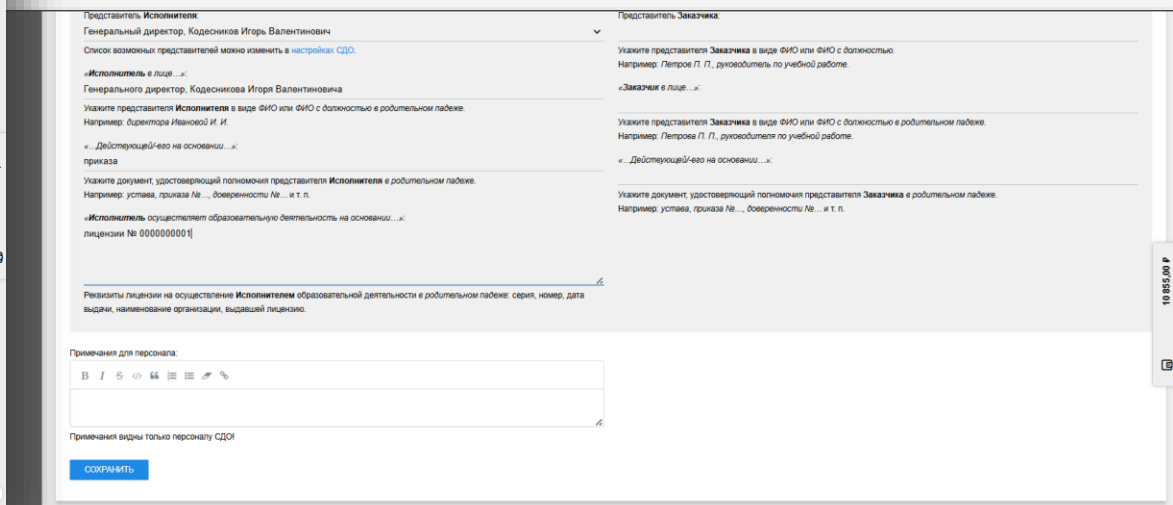 Представитель Исполнителя:
Генеральный директор, Кодесников Игорь Валентинович
Список возможных представителей можно изменить в настройках СДО.
«Исполнитель в лице…»:
Генерального директор, Кодесникова Игоря Валентиновича
Укажите представителя Исполнителя в виде ФИО или ФИО с должностью в родительном падеже.
Например: директора Ивановой И. И.
«…Действующей/-его на основании…»:
приказа
Укажите документ, удостоверяющий полномочия представителя Исполнителя в родительном падеже.
Например: устава, приказа №…, доверенности №… и т. п.
«Исполнитель осуществляет образовательную деятельность на основании…»:
лицензии № 0000000001
Реквизиты лицензии на осуществление Исполнителем образовательной деятельности в родительном падеже: серия, номер, дата
выдачи, наименование организации, выдавшей лицензию.
Представитель Заказчика:
Укажите представителя Заказчика в виде ФИО или ФИО с должностью.
Например: Петров П. П., руководитель по учебной работе.
«Заказчик в лице…»:
Укажите представителя Заказчика в виде ФИО или ФИО с должностью в родительном падеже.
Например: Петрова П. П., руководителя по учебной работе.
«…Действующей/-его на основании…»:
Укажите документ, удостоверяющий полномочия представителя Заказчика в родительном падеже.
Например: устава, приказа №…, доверенности №… и т. п.
10 855,00 ₽
Примечания для персонала:
B I S
Примечания видны только персоналу СДО!
СОХРАНИТЬ